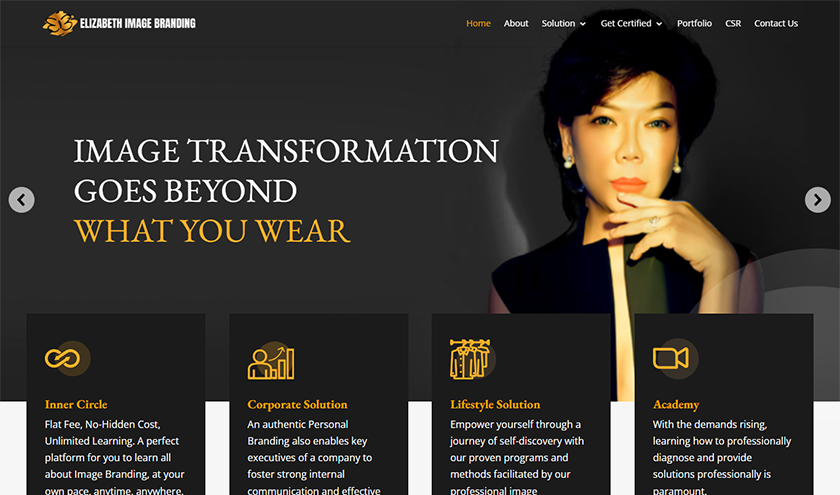 ELIZABETH IMAGE BRANDING
Home About Solution Get Certified Portfolio CSR Contact Us
IMAGE TRANSFORMATION
GOES BEYOND
WHAT YOU WEAR
Inner Circle
Flat Fee, No-Hidden Cost,
Unlimited Learning. A perfect
platform for you to learn all
about Image Branding, at your
own pace, anytime, anywhere.
Corporate Solution
An authentic Personal
Branding also enables key
executives of a company to
foster strong internal
communication and effective
Lifestyle Solution
Empower yourself through a
journey of self-discovery with
our proven programs and
methods facilitated by our
professional image
Academy
With the demands rising,
learning how to professionally
diagnose and provide
solutions professionally is
paramount.